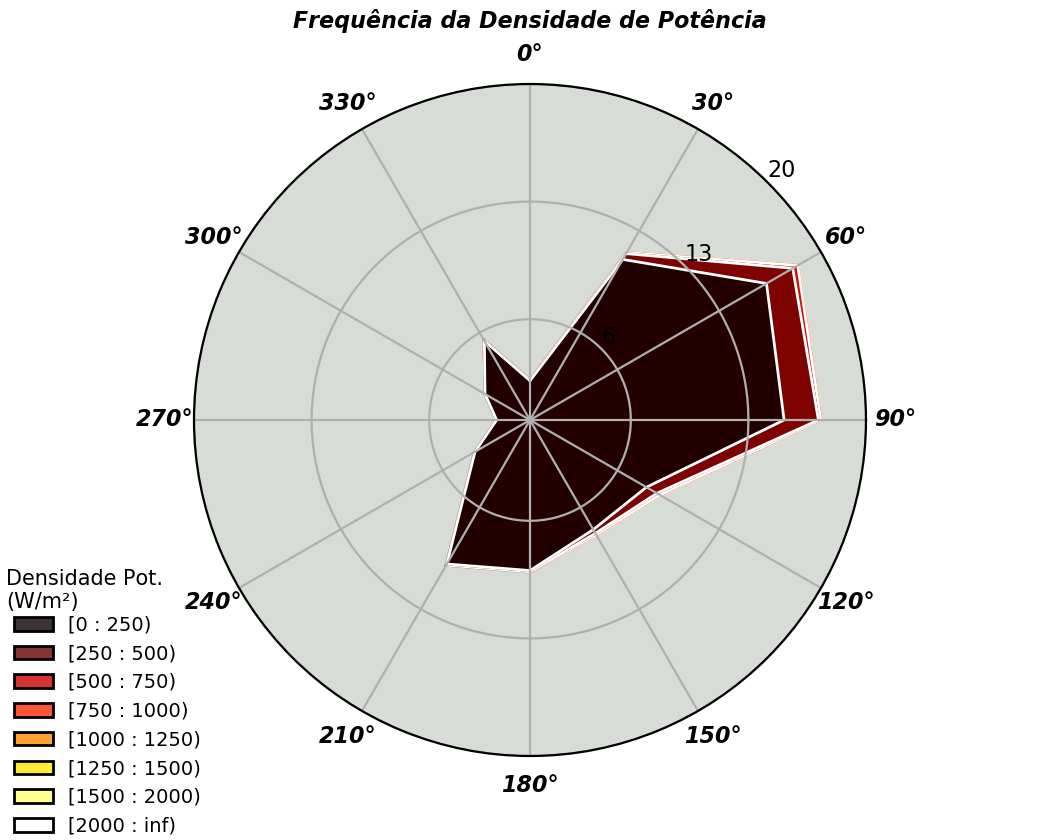 Frequência da Densidade de Potência
0°
330°
30°
20
300°
60°
13
6
270°
90°
240°
120°
210°
150°
180°
Densidade Pot.
(W/m²)
[0 : 250)
[250 : 500)
[500 : 750)
[750 : 1000)
[1000 : 1250)
[1250 : 1500)
[1500 : 2000)
[2000 : inf)